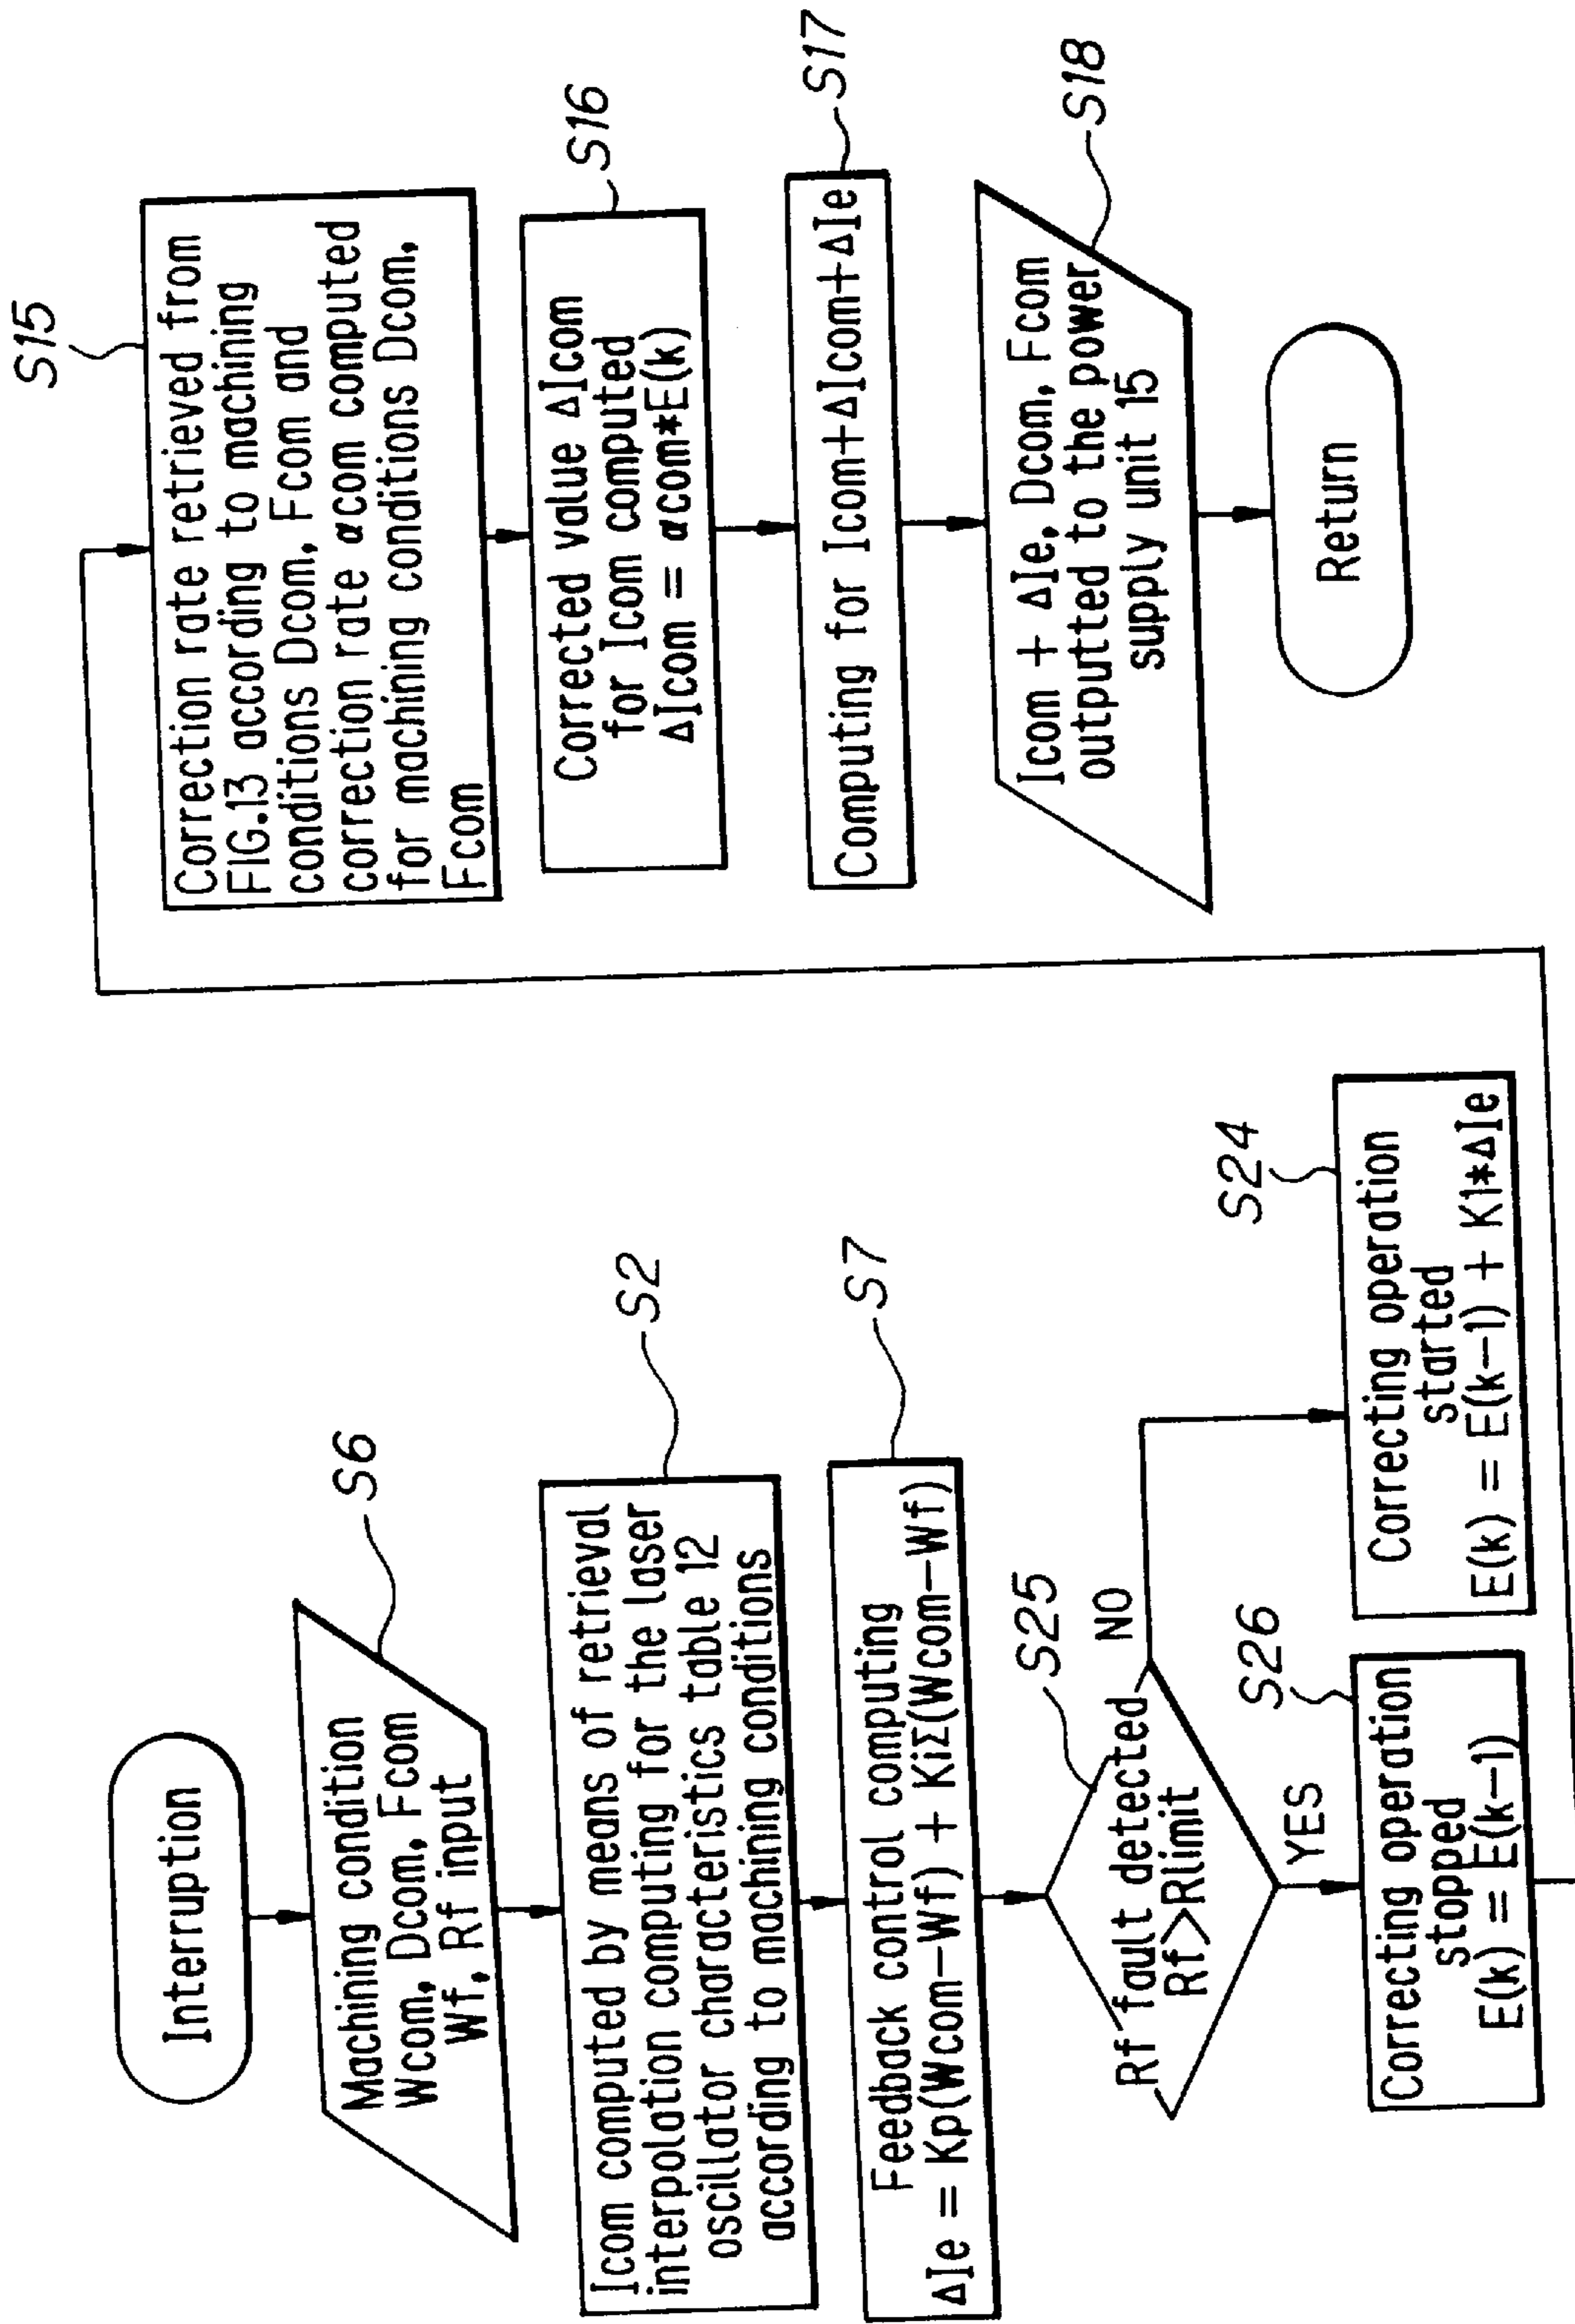 Interruption
Machining condition
Wcom, Dcom, Fcom
Wf, Rf input
S6
Icom computed by means of retrieval
interpolation computing for the laser
oscillator characteristics table 12
according to machining conditions
S2
Feedback control computing
ΔIe = Kp(Wcom-Wf) + KiΣ(Wcom-Wf)
S7
Rf fault detected
Rf>Rlimit
S25
NO
YES
Correcting operation
stopped
E(k) = E(k-1)
S26
Correcting operation
started
E(k) = E(k-1) + K1*ΔIe
S24
Correction rate retrieved from
FIG.13 according to machining
conditions Dcom, Fcom and
correction rate αcom computed
for machining conditions Dcom,
Fcom
S15
Corrected value ΔIcom
for Icom computed
ΔIcom = αcom*E(k)
S16
Computing for Icom+ΔIcom+ΔIe
S17
Icom + ΔIe, Dcom, Fcom
outputted to the power
supply unit 15
S18
Return